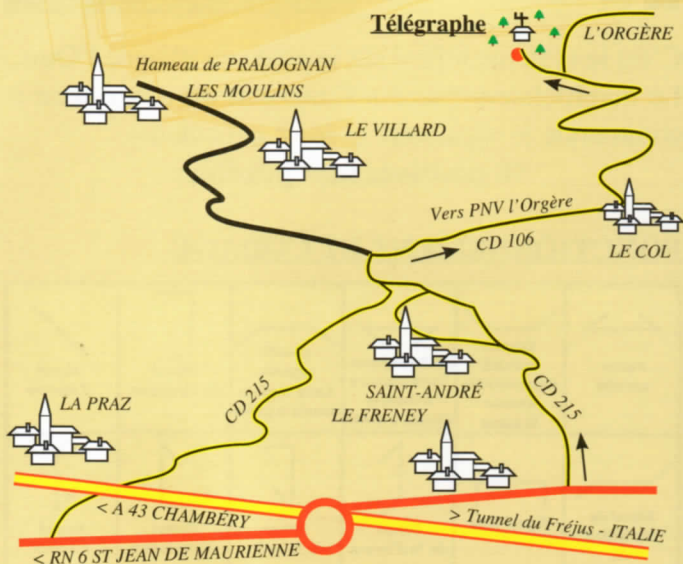 Télégraphe
L'ORGÈRE
Hameau de PRALOGNAN
LES MOULINS
LE VILLARD
Vers PNV l'Orgère
CD 106
LE COL
SAINT-ANDRÉ
LE FRENEY
CD 215
CD 215
LA PRAZ
< A 43 CHAMBÉRY
> Tunnel du Fréjus - ITALIE
< RN 6 ST JEAN DE MAURIENNE